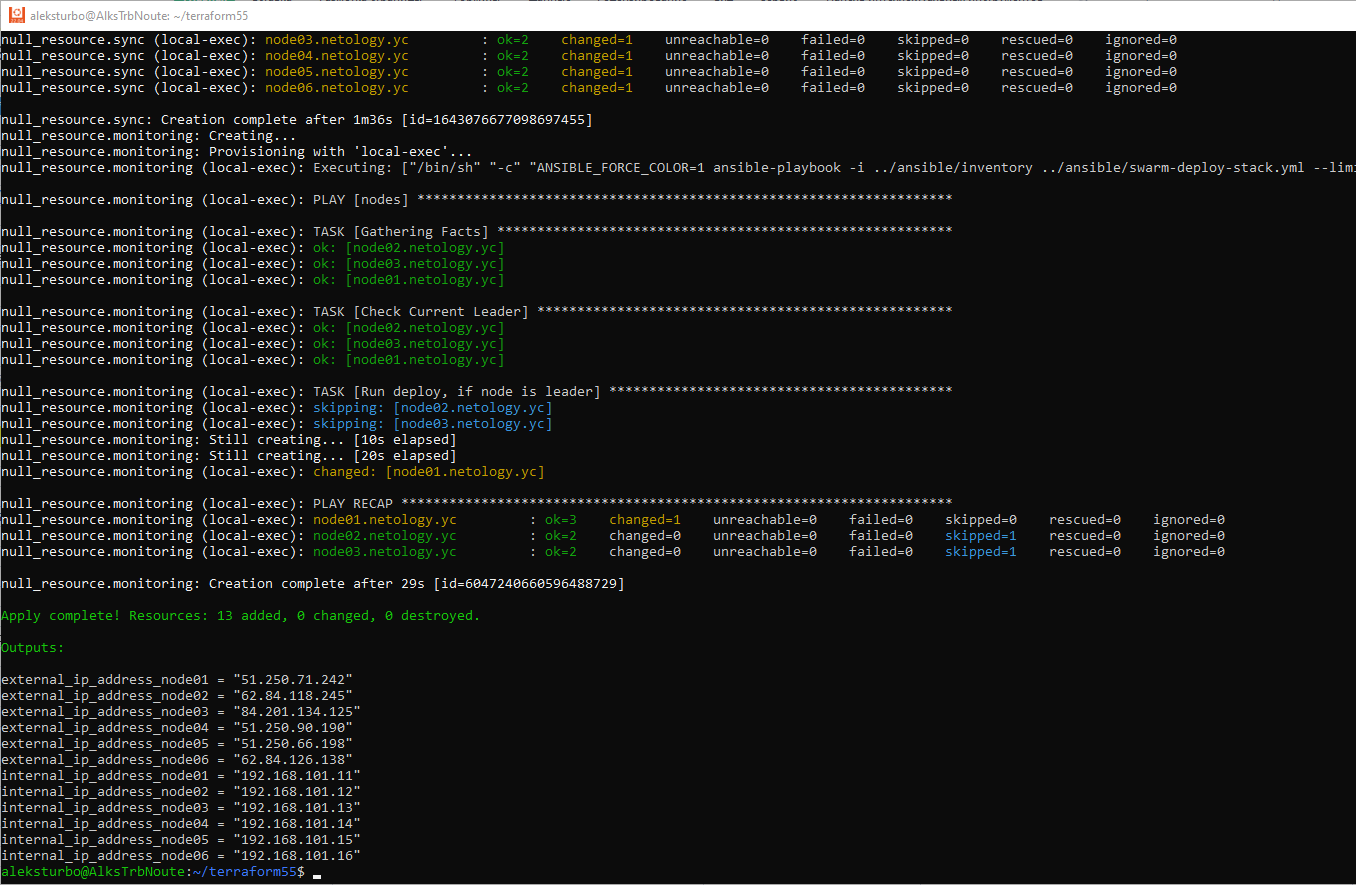 aleksturbo@AlksTrbNoute: ~/terraform55
null_resource.sync (local-exec): node03.netology.yc : ok=2 changed=1 unreachable=0 failed=0 skipped=0 rescued=0 ignored=0
null_resource.sync (local-exec): node04.netology.yc : ok=2 changed=1 unreachable=0 failed=0 skipped=0 rescued=0 ignored=0
null_resource.sync (local-exec): node05.netology.yc : ok=2 changed=1 unreachable=0 failed=0 skipped=0 rescued=0 ignored=0
null_resource.sync (local-exec): node06.netology.yc : ok=2 changed=1 unreachable=0 failed=0 skipped=0 rescued=0 ignored=0
null_resource.sync: Creation complete after 1m36s [id=1643076677098697455]
null_resource.monitoring: Creating...
null_resource.monitoring: Provisioning with 'local-exec'...
null_resource.monitoring (local-exec): Executing: ["/bin/sh" "-c" "ANSIBLE_FORCE_COLOR=1 ansible-playbook -i ../ansible/inventory ../ansible/swarm-deploy-stack.yml --limi
null_resource.monitoring (local-exec): PLAY [nodes] *******************************************************************
null_resource.monitoring (local-exec): TASK [Gathering Facts] *********************************************************
null_resource.monitoring (local-exec): ok: [node02.netology.yc]
null_resource.monitoring (local-exec): ok: [node03.netology.yc]
null_resource.monitoring (local-exec): ok: [node01.netology.yc]
null_resource.monitoring (local-exec): TASK [Check Current Leader] ****************************************************
null_resource.monitoring (local-exec): ok: [node02.netology.yc]
null_resource.monitoring (local-exec): ok: [node03.netology.yc]
null_resource.monitoring (local-exec): ok: [node01.netology.yc]
null_resource.monitoring (local-exec): TASK [Run deploy, if node is leader] *******************************************
null_resource.monitoring (local-exec): skipping: [node02.netology.yc]
null_resource.monitoring (local-exec): skipping: [node03.netology.yc]
null_resource.monitoring: Still creating... [10s elapsed]
null_resource.monitoring: Still creating... [20s elapsed]
null_resource.monitoring (local-exec): changed: [node01.netology.yc]
null_resource.monitoring (local-exec): PLAY RECAP *********************************************************************
null_resource.monitoring (local-exec): node01.netology.yc : ok=3 changed=1 unreachable=0 failed=0 skipped=0 rescued=0 ignored=0
null_resource.monitoring (local-exec): node02.netology.yc : ok=2 changed=0 unreachable=0 failed=0 skipped=1 rescued=0 ignored=0
null_resource.monitoring (local-exec): node03.netology.yc : ok=2 changed=0 unreachable=0 failed=0 skipped=1 rescued=0 ignored=0
null_resource.monitoring: Creation complete after 29s [id=6047240660596488729]
Apply complete! Resources: 13 added, 0 changed, 0 destroyed.
Outputs:
external_ip_address_node01 = "51.250.71.242"
external_ip_address_node02 = "62.84.118.245"
external_ip_address_node03 = "84.201.134.125"
external_ip_address_node04 = "51.250.90.190"
external_ip_address_node05 = "51.250.66.198"
external_ip_address_node06 = "62.84.126.138"
internal_ip_address_node01 = "192.168.101.11"
internal_ip_address_node02 = "192.168.101.12"
internal_ip_address_node03 = "192.168.101.13"
internal_ip_address_node04 = "192.168.101.14"
internal_ip_address_node05 = "192.168.101.15"
internal_ip_address_node06 = "192.168.101.16"
aleksturbo@AlksTrbNoute:~/terraform55$